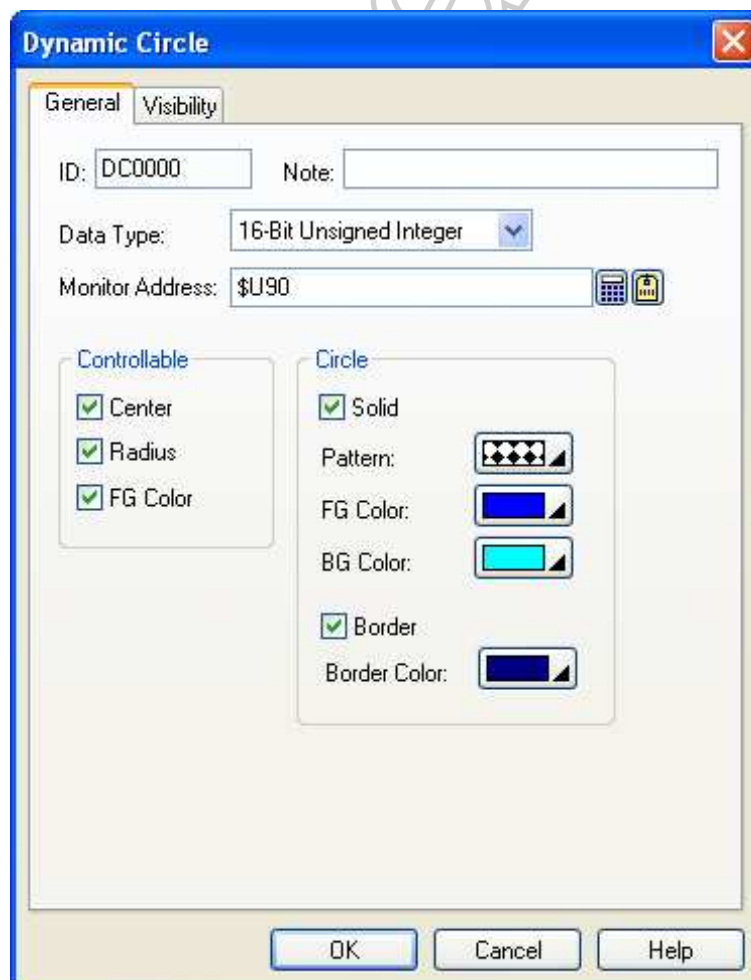 Dynamic Circle
General Visibility
ID: DC0000 Note:
Data Type: 16-Bit Unsigned Integer
Monitor Address: $U90
Controllable
Center
Radius
FG Color
Circle
Solid
Pattern:
FG Color:
BG Color:
Border
Border Color:
OK Cancel Help